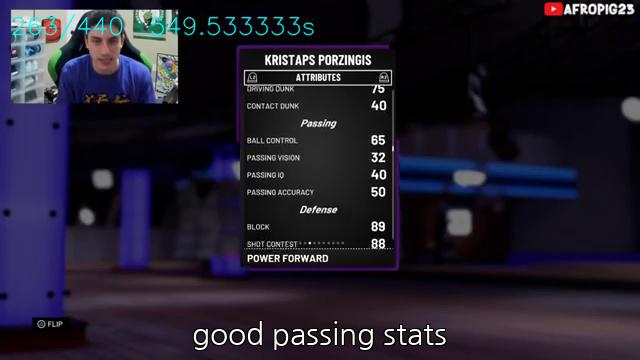 263/440 549.533333s
AFROPIG23
KRISTAPS PORZINGIS
L2 ATTRIBUTES R2
DRIVING DUNK 75
CONTACT DUNK 40
Passing
BALL CONTROL 65
PASSING VISION 32
PASSING IQ 40
PASSING ACCURACY 50
Defense
BLOCK 89
SHOT CONTEST 88
POWER FORWARD
FLIP
good passing stats